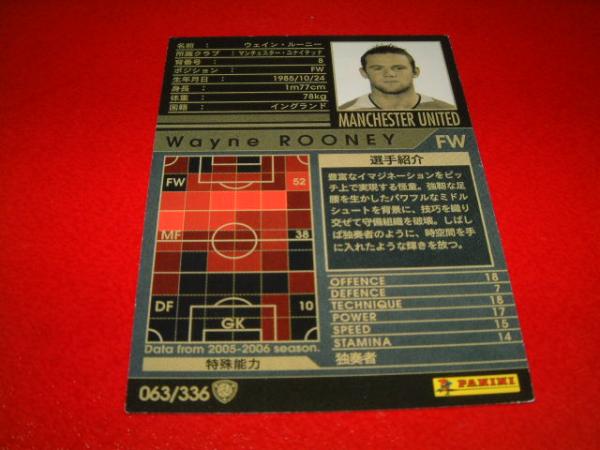 名前 : ウェイン・ルーニー
所属クラブ : マンチェスター・ユナイテッド
背番号 : 8
ポジション : FW
生年月日 : 1985/10/24
身長 : 1m77cm
体重 : 78kg
国籍 : イングランド
MANCHESTER UNITED
Wayne ROONEY FW
FW 52
MF 38
DF 10
GK
Data from 2005-2006 season.
特殊能力
選手紹介
豊富なイマジネーションをピッ
チ上で実現する怪童。強靭な足
腰を生かしたパワフルなミドル
シュートを背景に、技巧を織り
交ぜて守備組織を破壊。しばし
ば独奏者のように、時空間を手
に入れたような輝きを放つ。
OFFENCE 18
DEFENCE 7
TECHNIQUE 18
POWER 17
SPEED 15
STAMINA 14
独奏者
063/336
PANINI